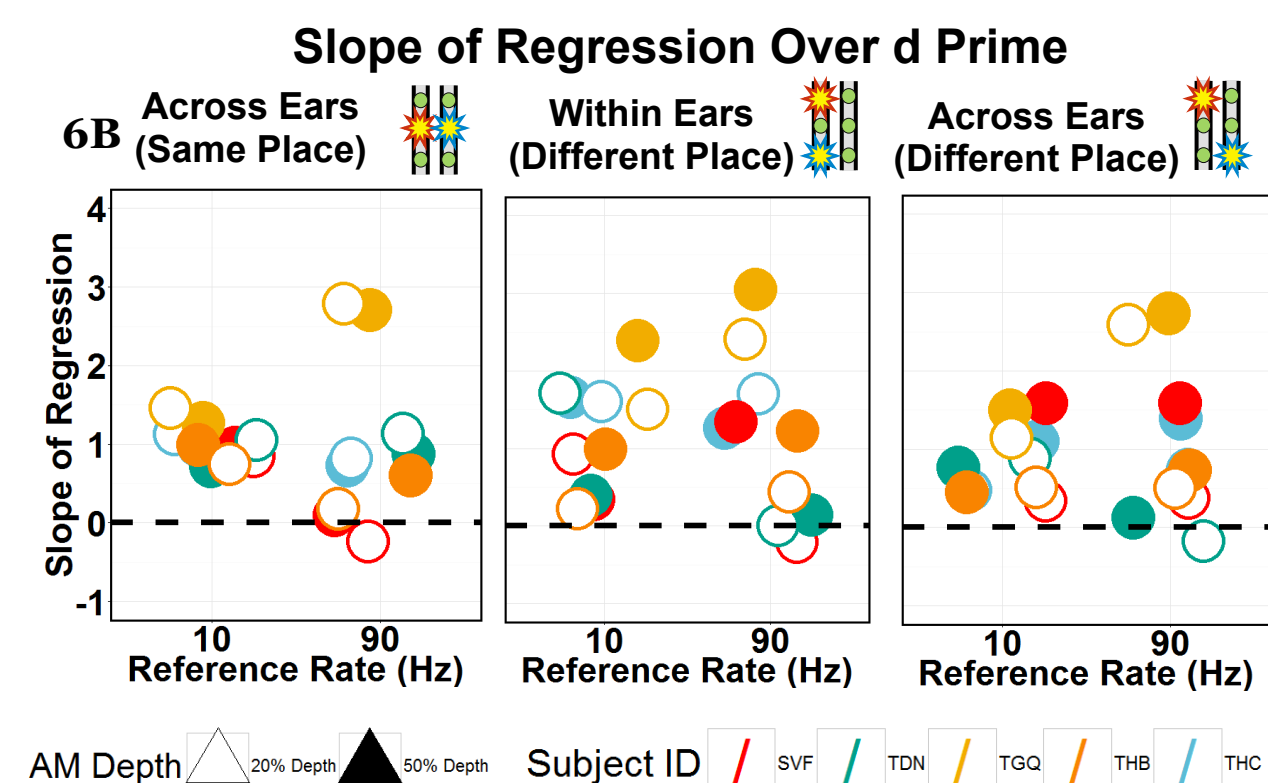 Slope of Regression Over d Prime
6B
Across Ears
(Same Place)
Within Ears
(Different Place)
Across Ears
(Different Place)
Slope of Regression
4
3
2
1
0
-1
10 90
10 90
10 90
Reference Rate (Hz)
Reference Rate (Hz)
Reference Rate (Hz)
AM Depth 20% Depth 50% Depth
Subject ID SVF TDN TGQ THB THC